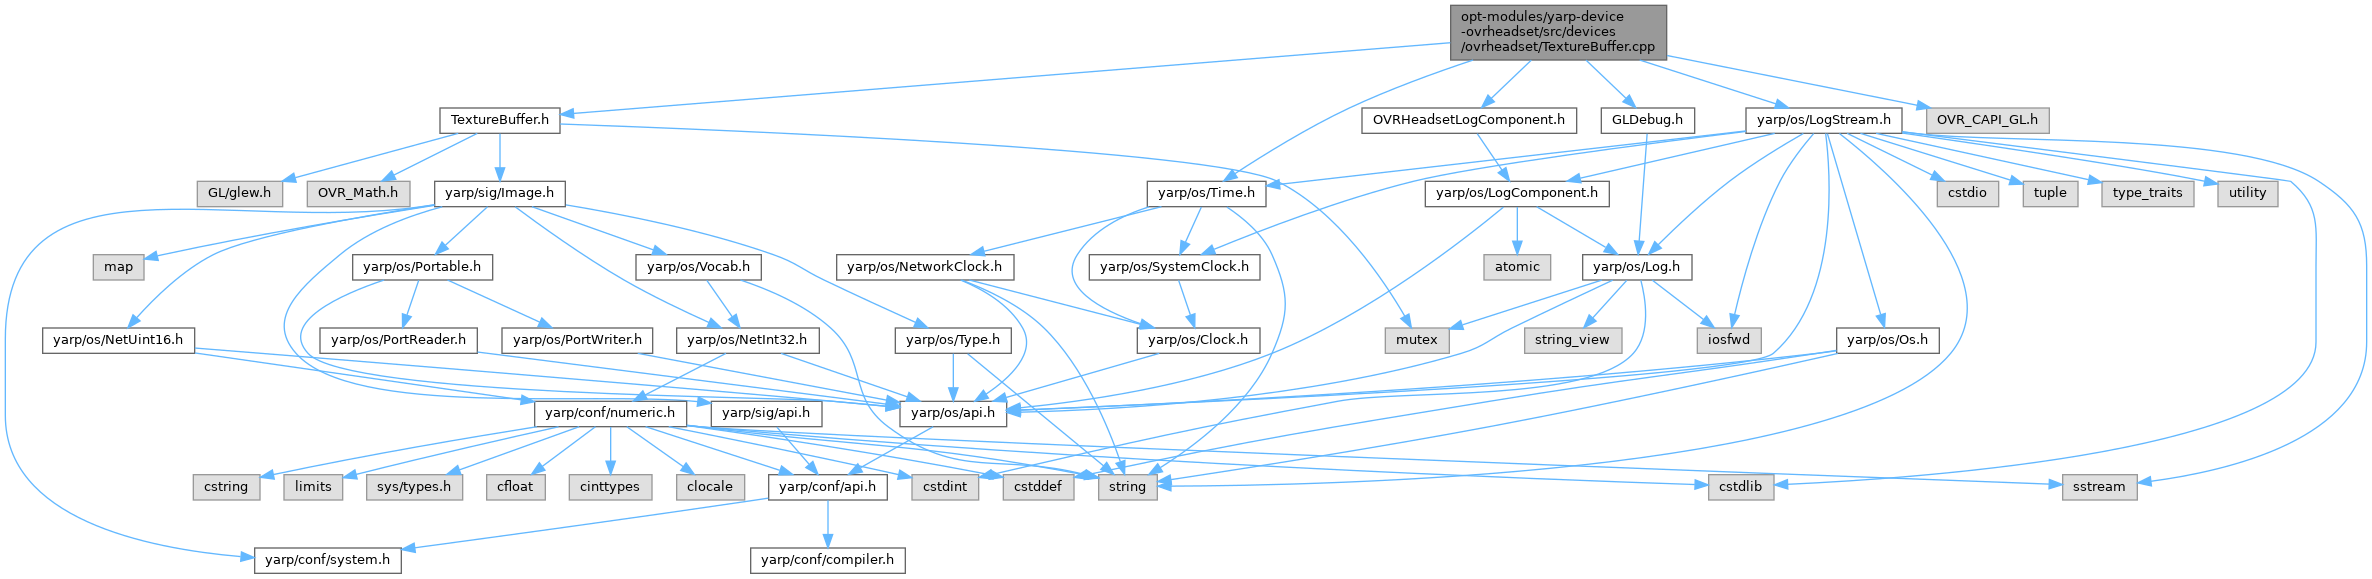 opt-modules/yarp-device
-ovrheadset/src/devices
/ovrheadset/TextureBuffer.cpp
TextureBuffer.h
OVRHeadsetLogComponent.h
GLDebug.h
yarp/os/LogStream.h
OVR_CAPI_GL.h
GL/glew.h
OVR_Math.h
yarp/sig/Image.h
yarp/os/Time.h
yarp/os/LogComponent.h
cstdio
tuple
type_traits
utility
map
yarp/os/Portable.h
yarp/os/Vocab.h
yarp/os/NetworkClock.h
yarp/os/SystemClock.h
atomic
yarp/os/Log.h
yarp/os/NetUint16.h
yarp/os/PortReader.h
yarp/os/PortWriter.h
yarp/os/NetInt32.h
yarp/os/Type.h
yarp/os/Clock.h
mutex
string_view
iosfwd
yarp/os/Os.h
yarp/conf/numeric.h
yarp/sig/api.h
yarp/os/api.h
cstring
limits
sys/types.h
cfloat
cinttypes
clocale
yarp/conf/api.h
cstdint
cstddef
string
cstdlib
sstream
yarp/conf/system.h
yarp/conf/compiler.h